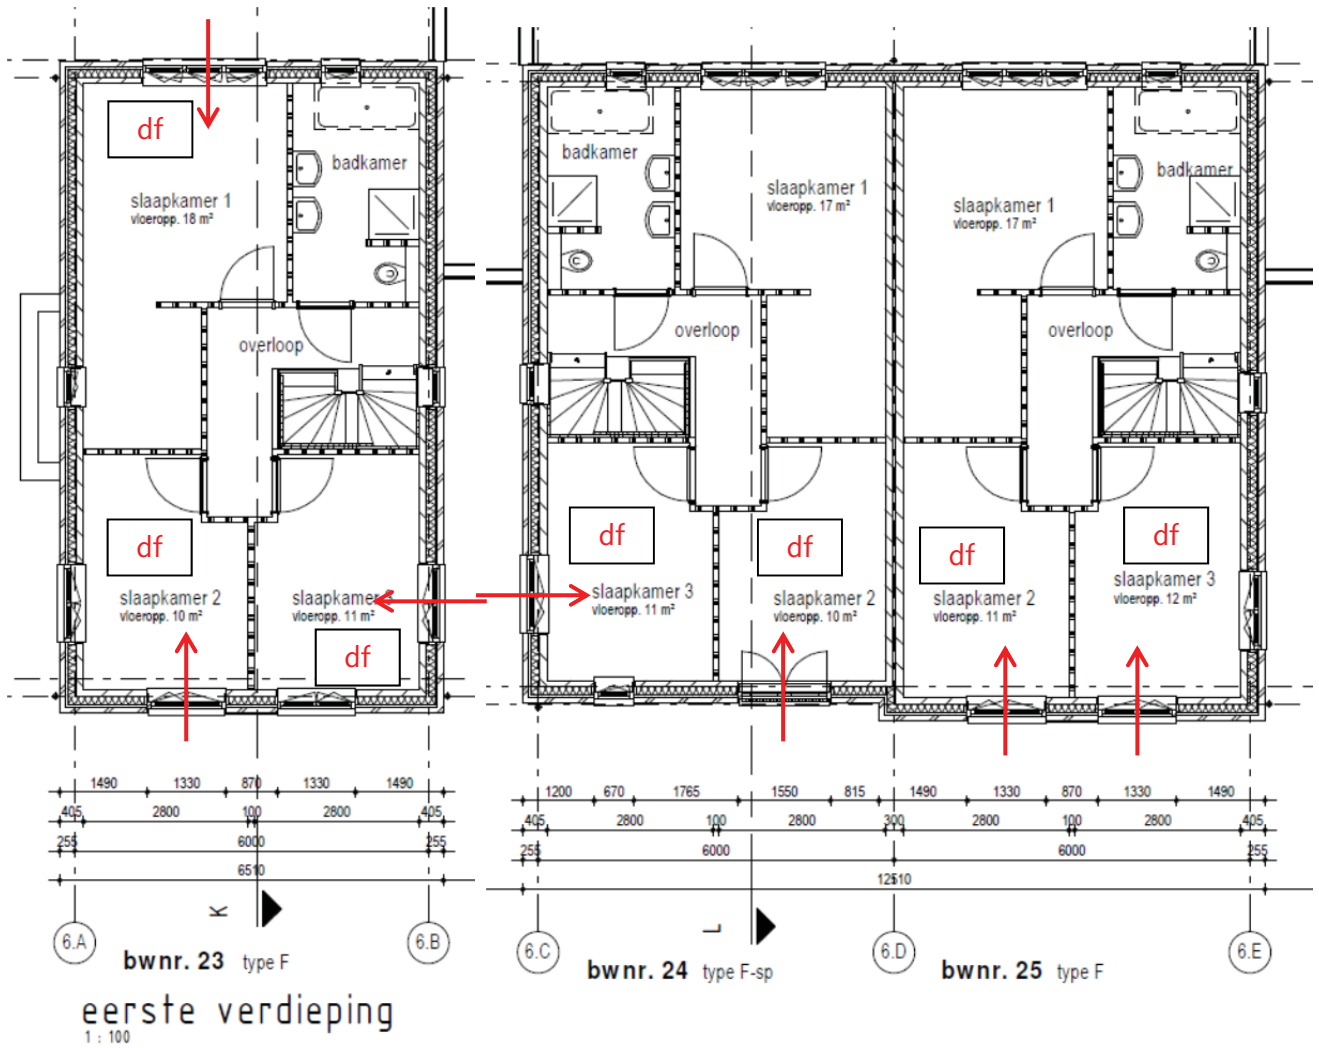 df
badkamer
slaapkamer 1
vloeropp. 18 m²
overloop
df
slaapkamer 2
vloeropp. 10 m²
slaapkamer 3
vloeropp. 11 m²
df
badkamer
slaapkamer 1
vloeropp. 17 m²
overloop
df
slaapkamer 3
vloeropp. 11 m²
df
slaapkamer 2
vloeropp. 10 m²
slaapkamer 1
vloeropp. 17 m²
badkamer
overloop
df
slaapkamer 2
vloeropp. 11 m²
df
slaapkamer 3
vloeropp. 12 m²
1490 1330 870 1330 1490
405 2800 100 2800 405
255 6000 255
6510
K
6.A 6.B
bwnr. 23 type F
1200 670 1765 1550 815 1490 1330 870 1330 1490
405 2800 100 2800 300 2800 100 2800 405
255 6000 6000 255
12510
L
6.C 6.D 6.E
bwnr. 24 type F-sp
bwnr. 25 type F
eerste verdieping
1 : 100